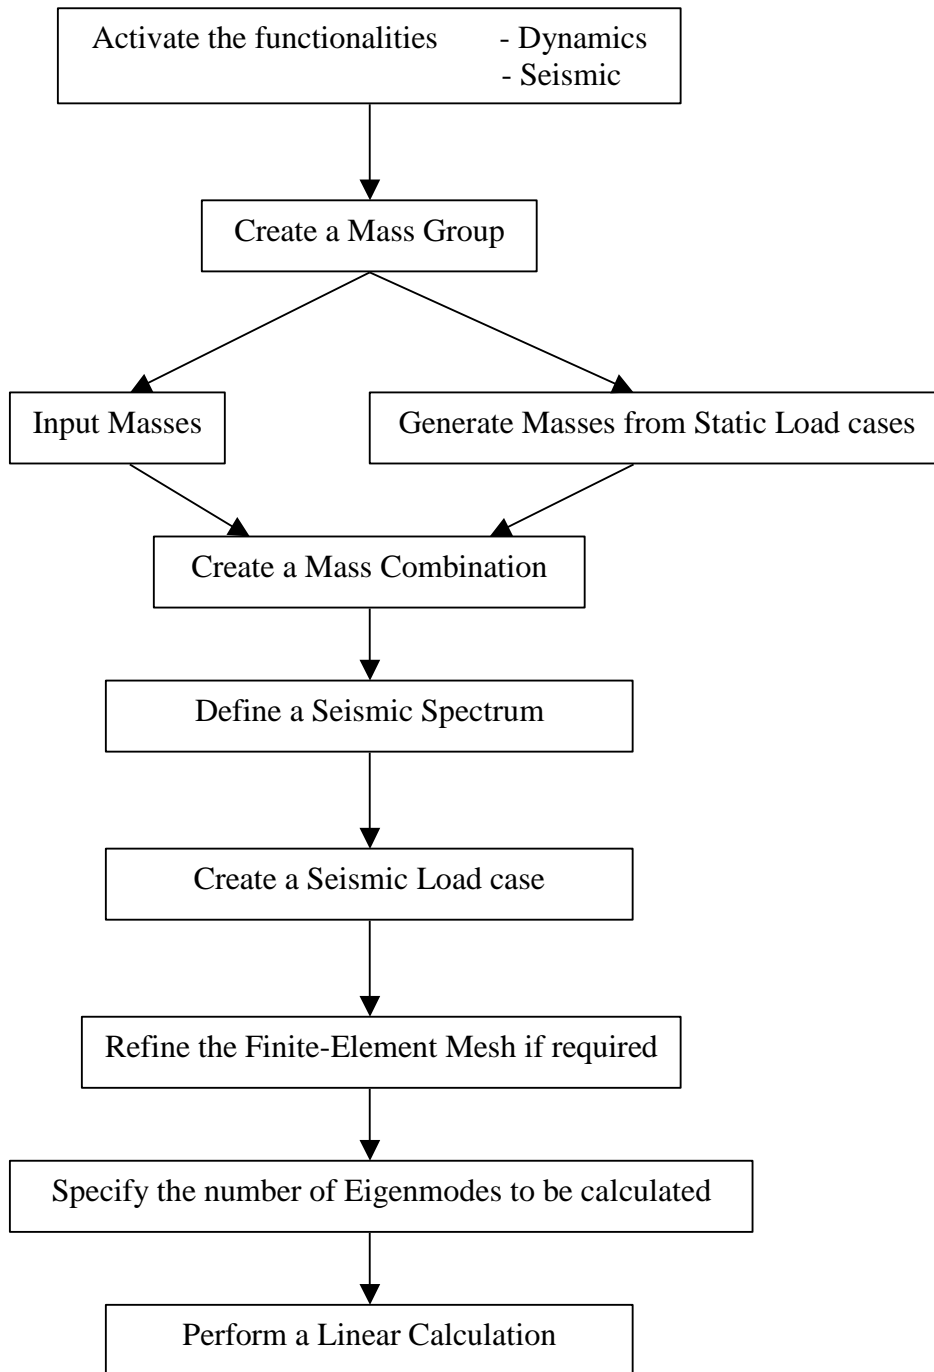 Activate the functionalities - Dynamics
- Seismic
Create a Mass Group
Input Masses
Generate Masses from Static Load cases
Create a Mass Combination
Define a Seismic Spectrum
Create a Seismic Load case
Refine the Finite-Element Mesh if required
Specify the number of Eigenmodes to be calculated
Perform a Linear Calculation